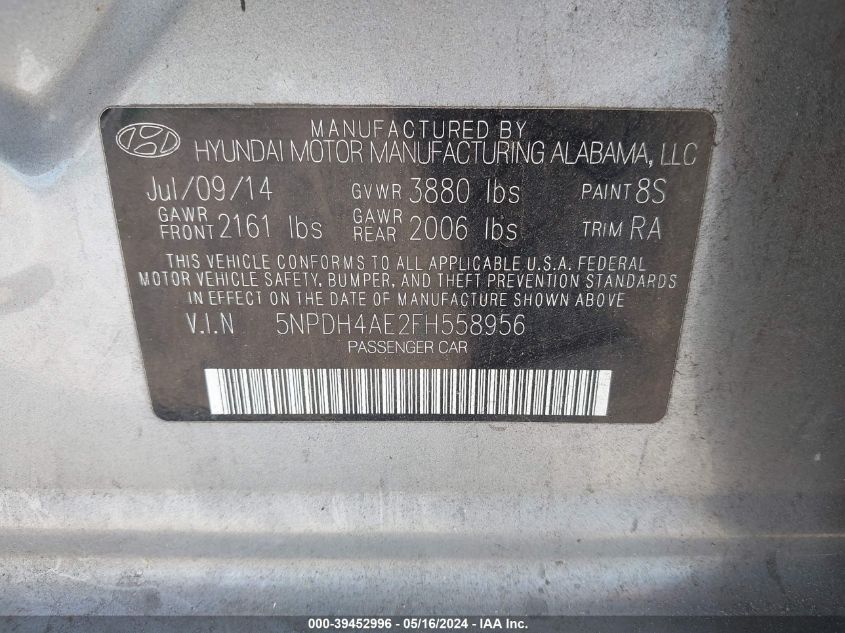 MANUFACTURED BY
HYUNDAI MOTOR MANUFACTURING ALABAMA, LLC
Jul/09/14 GVWR 3880 lbs PAINT 8S
GAWR FRONT 2161 lbs GAWR REAR 2006 lbs TRIM RA
THIS VEHICLE CONFORMS TO ALL APPLICABLE U.S.A. FEDERAL
MOTOR VEHICLE SAFETY, BUMPER, AND THEFT PREVENTION STANDARDS
IN EFFECT ON THE DATE OF MANUFACTURE SHOWN ABOVE
V.I.N 5NPDH4AE2FH558956
PASSENGER CAR
000-39452996 - 05/16/2024 - IAA, Inc.